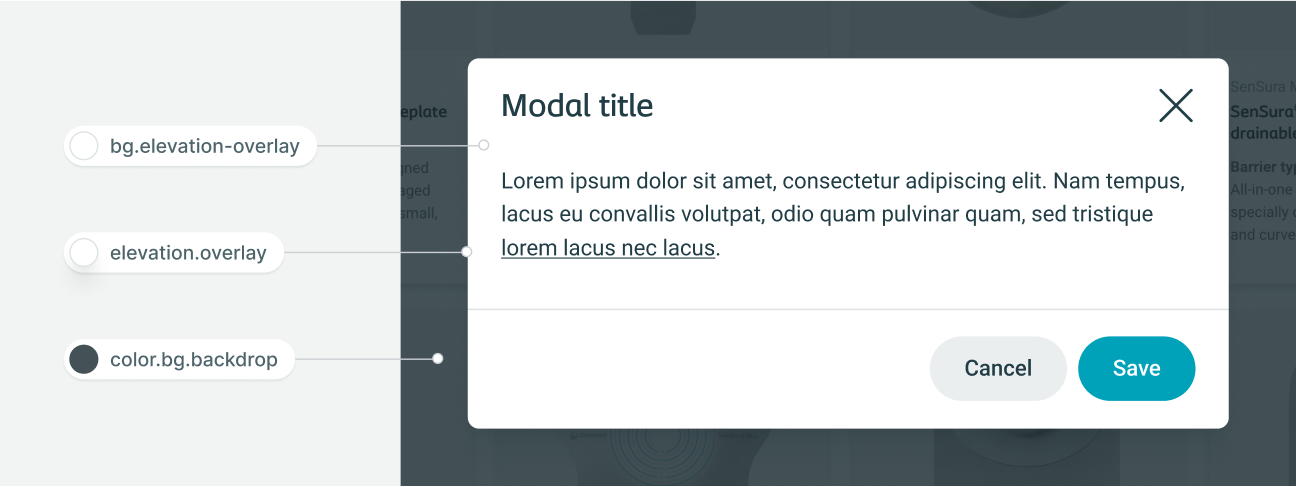 bg.elevation-overlay
elevation.overlay
color.bg.backdrop
eplate
gned
aged
small,
Modal title
Lorem ipsum dolor sit amet, consectetur adipiscing elit. Nam tempus,
lacus eu convallis volutpat, odio quam pulvinar quam, sed tristique
lorem lacus nec lacus.
Cancel
Save
SenSura M
SenSura
drainable
Barrier typ
All-in-one
specially
and curve